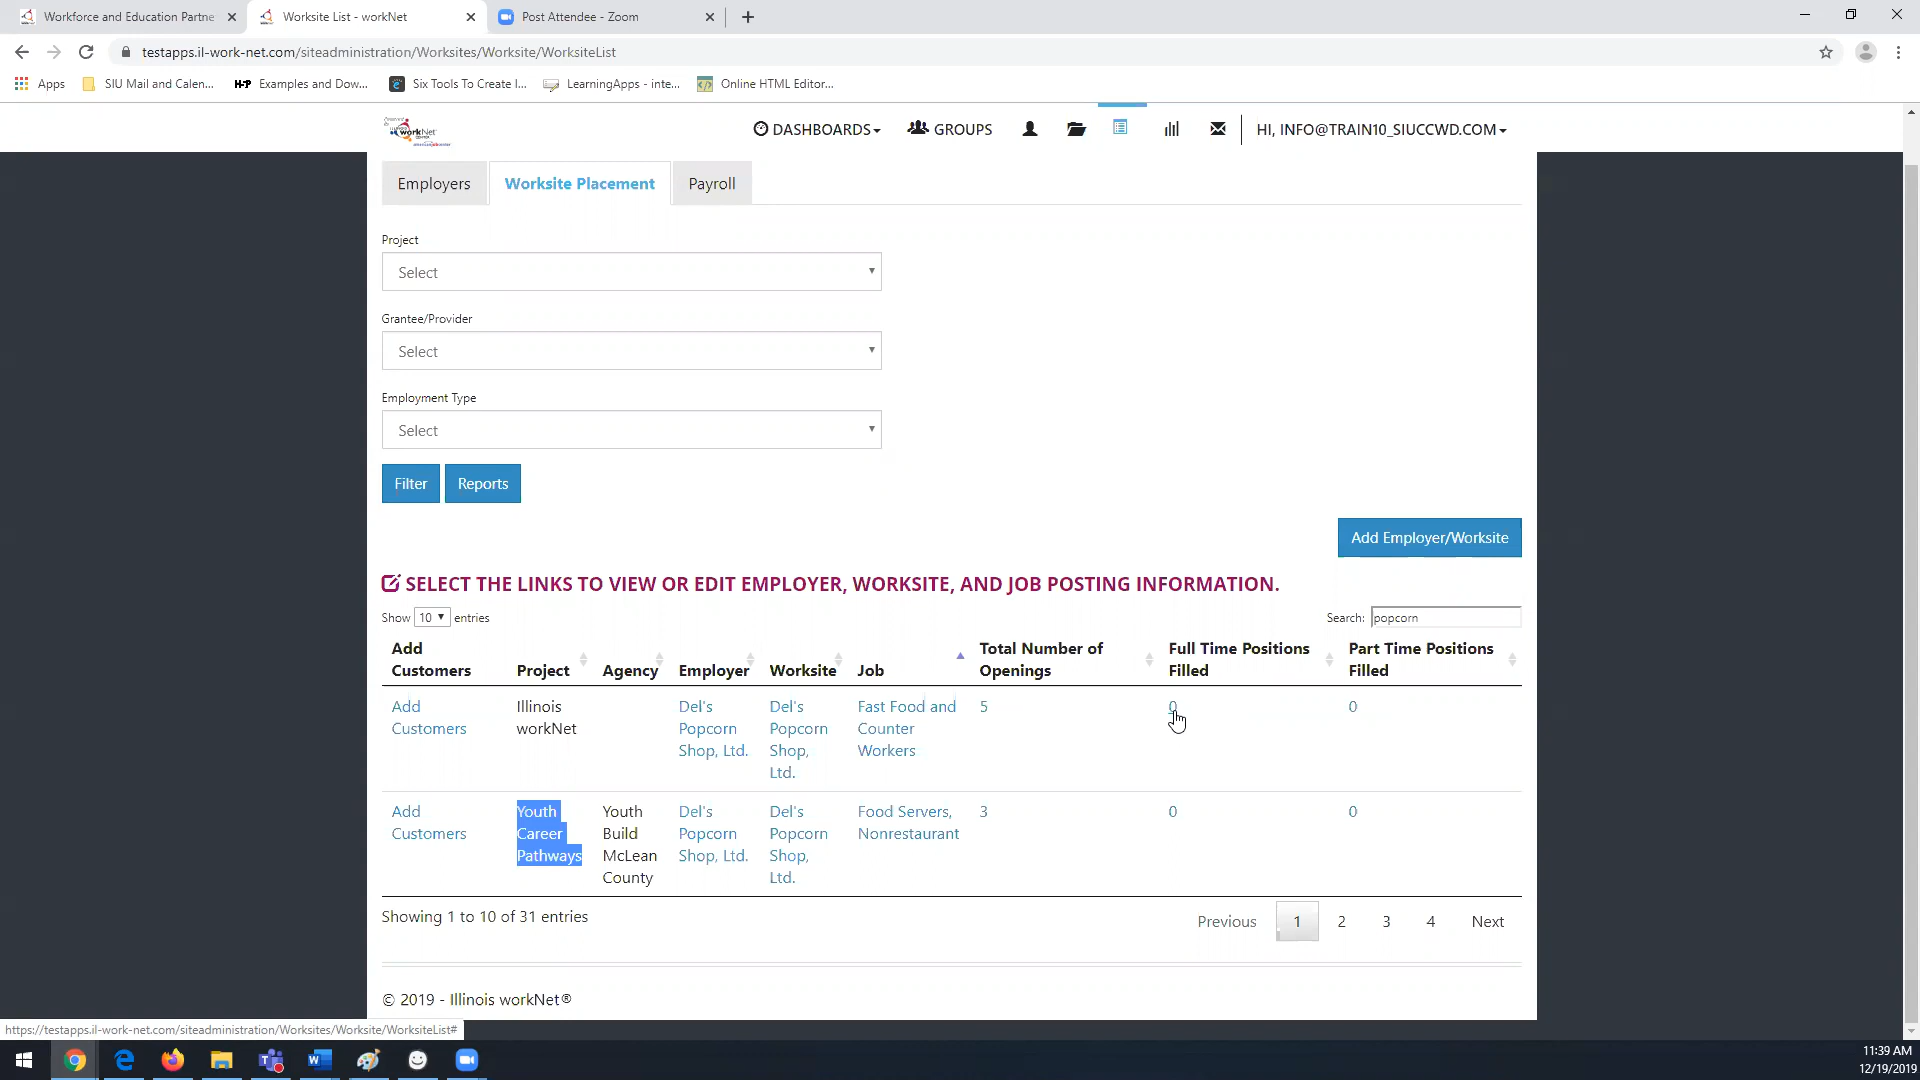 Workforce and Education Partne
Worksite List - workNet
Post Attendee - Zoom
testapps.il-work-net.com/siteadministration/Worksites/Worksite/WorksiteList
Apps
SIU Mail and Calen...
Examples and Dow...
Six Tools To Create I...
LearningApps - inte...
Online HTML Editor...
workNet
DASHBOARDS
GROUPS
HI, INFO@TRAIN10_SIUCCWD.COM
Employers
Worksite Placement
Payroll
Project
Select
Grantee/Provider
Select
Employment Type
Select
Filter
Reports
Add Employer/Worksite
SELECT THE LINKS TO VIEW OR EDIT EMPLOYER, WORKSITE, AND JOB POSTING INFORMATION.
Show 10 entries
Search: popcorn
Add Customers
Project
Agency
Employer
Worksite
Job
Total Number of Openings
Full Time Positions Filled
Part Time Positions Filled
Add Customers
Illinois workNet
Del's Popcorn Shop, Ltd.
Del's Popcorn Shop, Ltd.
Fast Food and Counter Workers
5
0
0
Add Customers
Youth Career Pathways
Youth Build McLean County
Del's Popcorn Shop, Ltd.
Del's Popcorn Shop, Ltd.
Food Servers, Nonrestaurant
3
0
0
Showing 1 to 10 of 31 entries
Previous 1 2 3 4 Next
© 2019 - Illinois workNet®
https://testapps.il-work-net.com/siteadministration/Worksites/Worksite/WorksiteList#
11:39 AM
12/19/2019